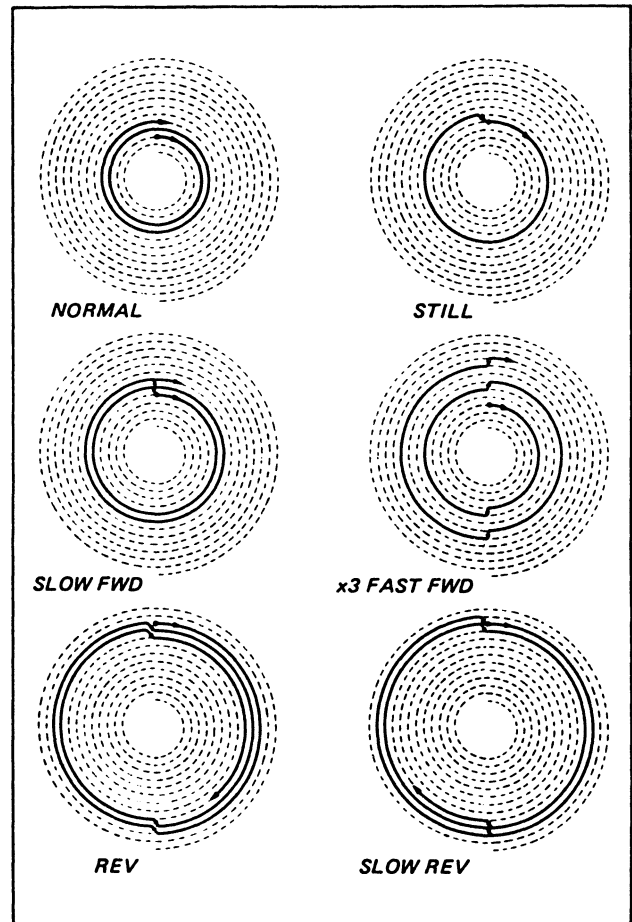 NORMAL
STILL
SLOW FWD
x3 FAST FWD
REV
SLOW REV